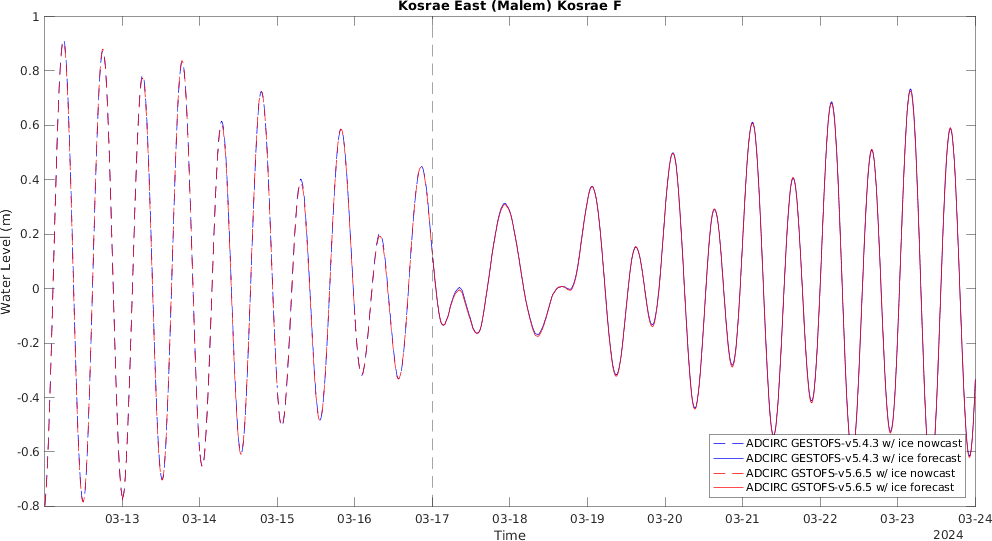 Kosrae East (Malem) Kosrae F
Water Level (m)
1
0.8
0.6
0.4
0.2
0
-0.2
-0.4
-0.6
-0.8
ADCIRC GESTOFS-v5.4.3 w/ ice nowcast
ADCIRC GESTOFS-v5.4.3 w/ ice forecast
ADCIRC GSTOFS-v5.6.5 w/ ice nowcast
ADCIRC GSTOFS-v5.6.5 w/ ice forecast
03-13 03-14 03-15 03-16 03-17 03-18 03-19 03-20 03-21 03-22 03-23 03-24
Time
2024